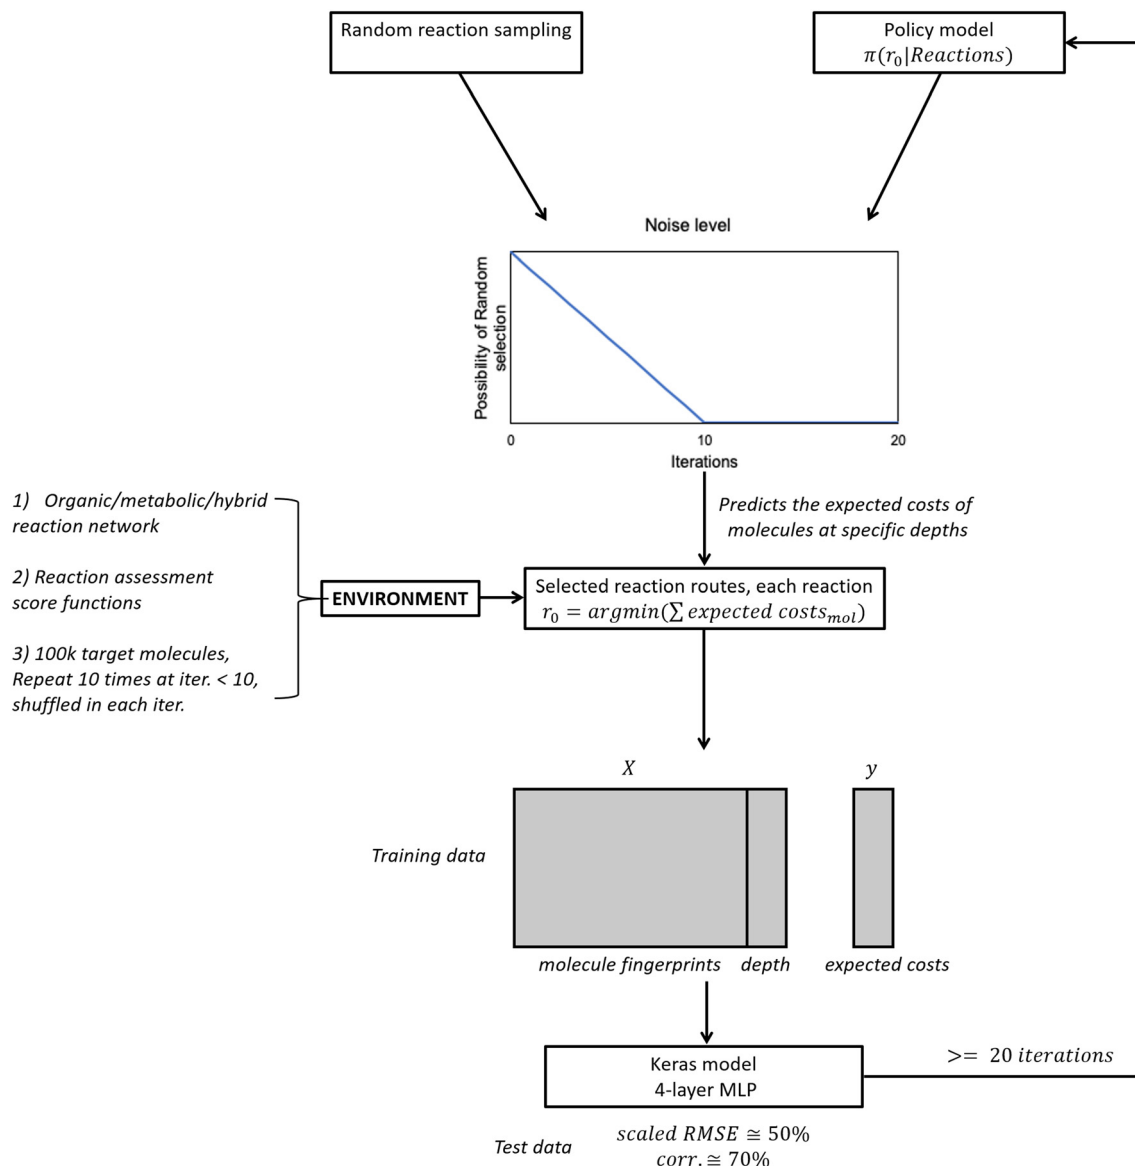 Random reaction sampling
Policy model
π(r₀|Reactions)
Noise level
Possibility of Random
selection
0
10
20
Iterations
Predicts the expected costs of
molecules at specific depths
1) Organic/metabolic/hybrid
reaction network
2) Reaction assessment
score functions
3) 100k target molecules,
Repeat 10 times at iter. < 10,
shuffled in each iter.
ENVIRONMENT
Selected reaction routes, each reaction
r₀ = argmin(∑ expected costsₘₒₗ)
X
y
Training data
molecule fingerprints
depth
expected costs
Keras model
4-layer MLP
>= 20 iterations
Test data
scaled RMSE ≅ 50%
corr. ≅ 70%